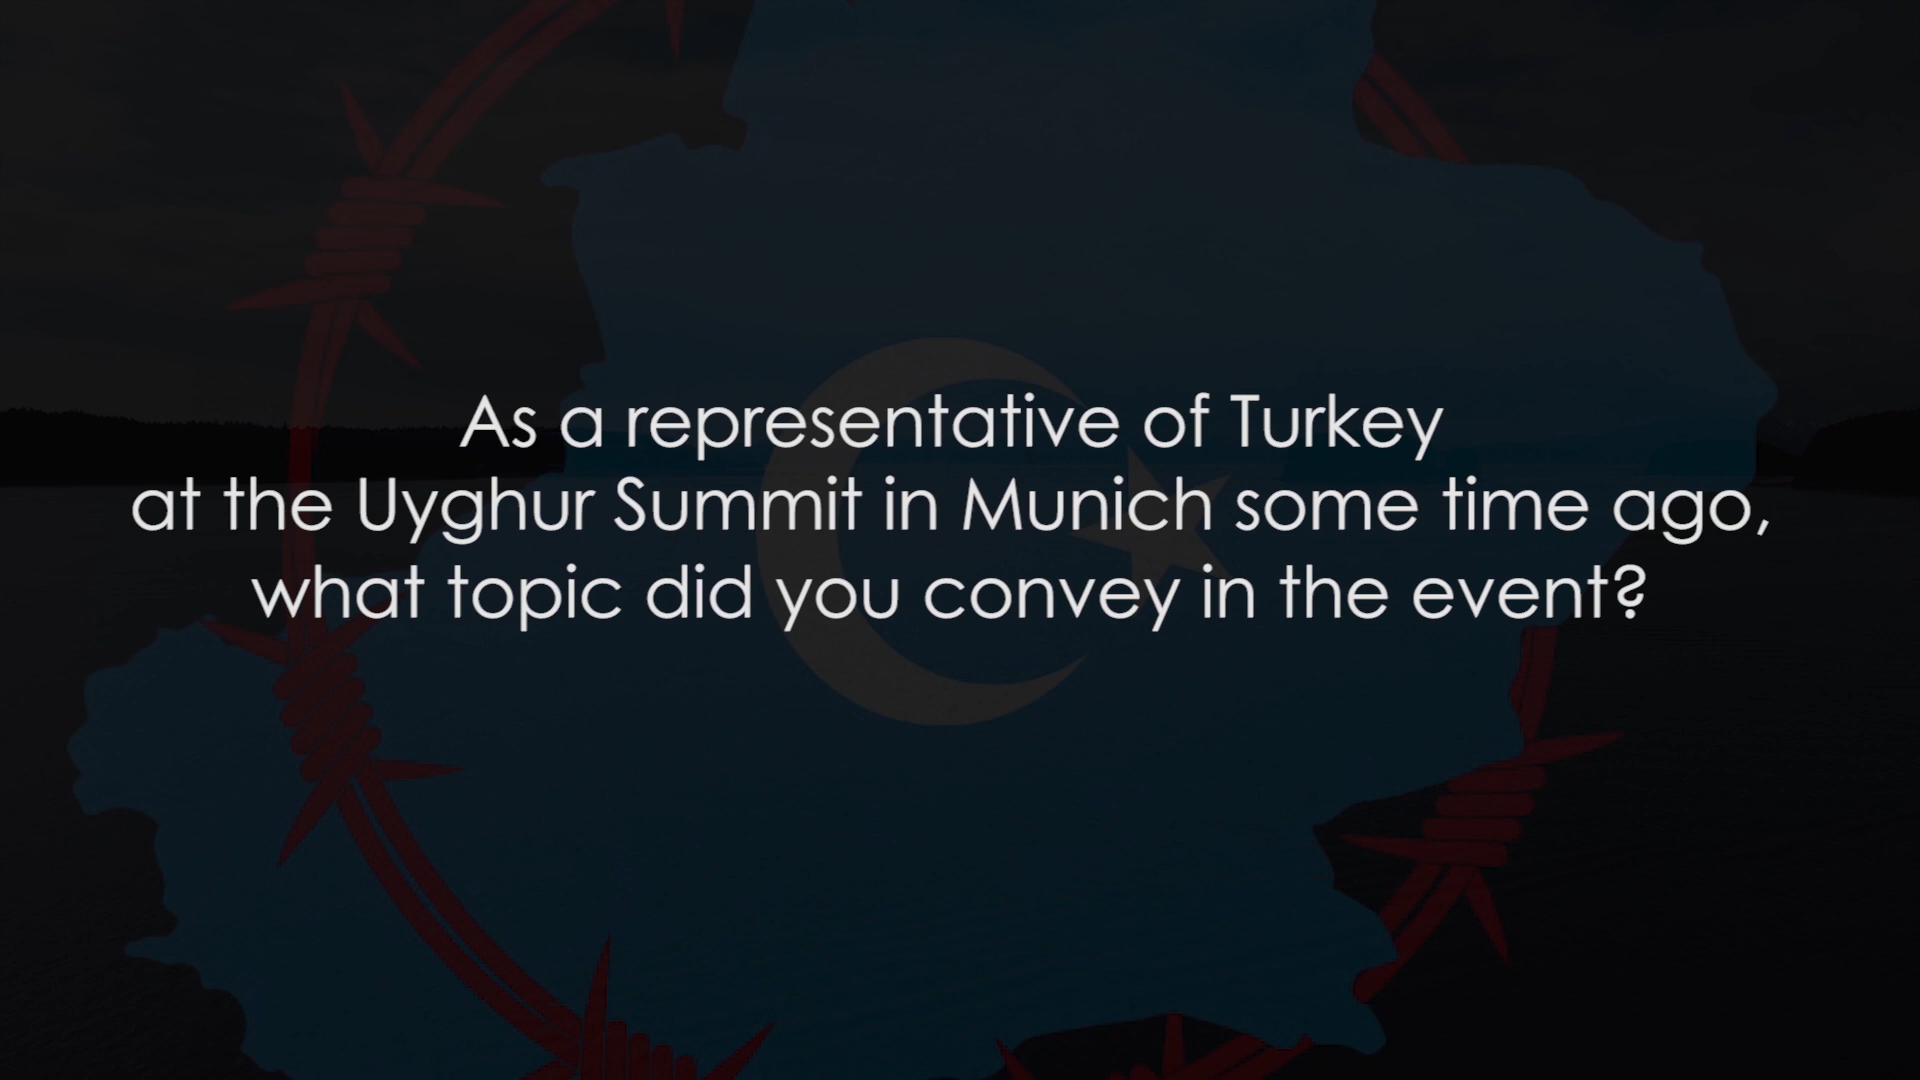 As a representative of Turkey
at the Uyghur Summit in Munich some time ago,
what topic did you convey in the event?